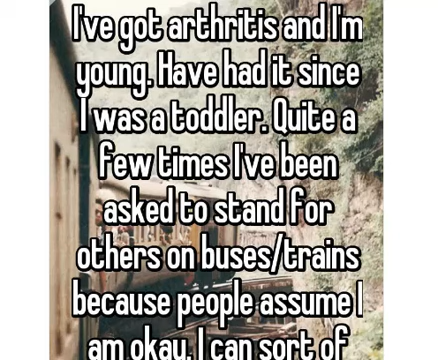 I've got arthritis and I'm
young. Have had it since
I was a toddler. Quite a
few times I've been
asked to stand for
others on buses/trains
because people assume I
am okay. I can sort of